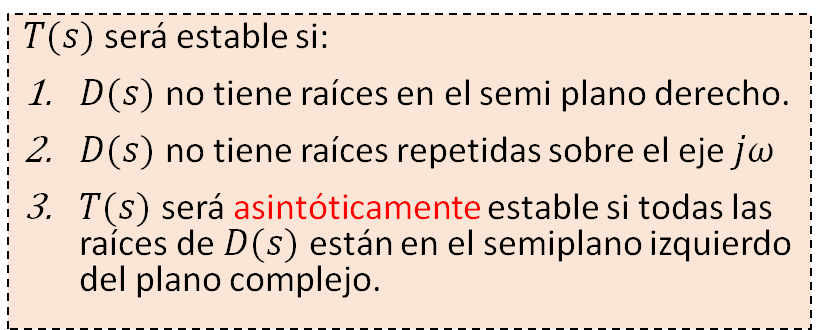 T(s) será estable si:
1. D(s) no tiene raíces en el semi plano derecho.
2. D(s) no tiene raíces repetidas sobre el eje jω
3. T(s) será asintóticamente estable si todas las
raíces de D(s) están en el semiplano izquierdo
del plano complejo.